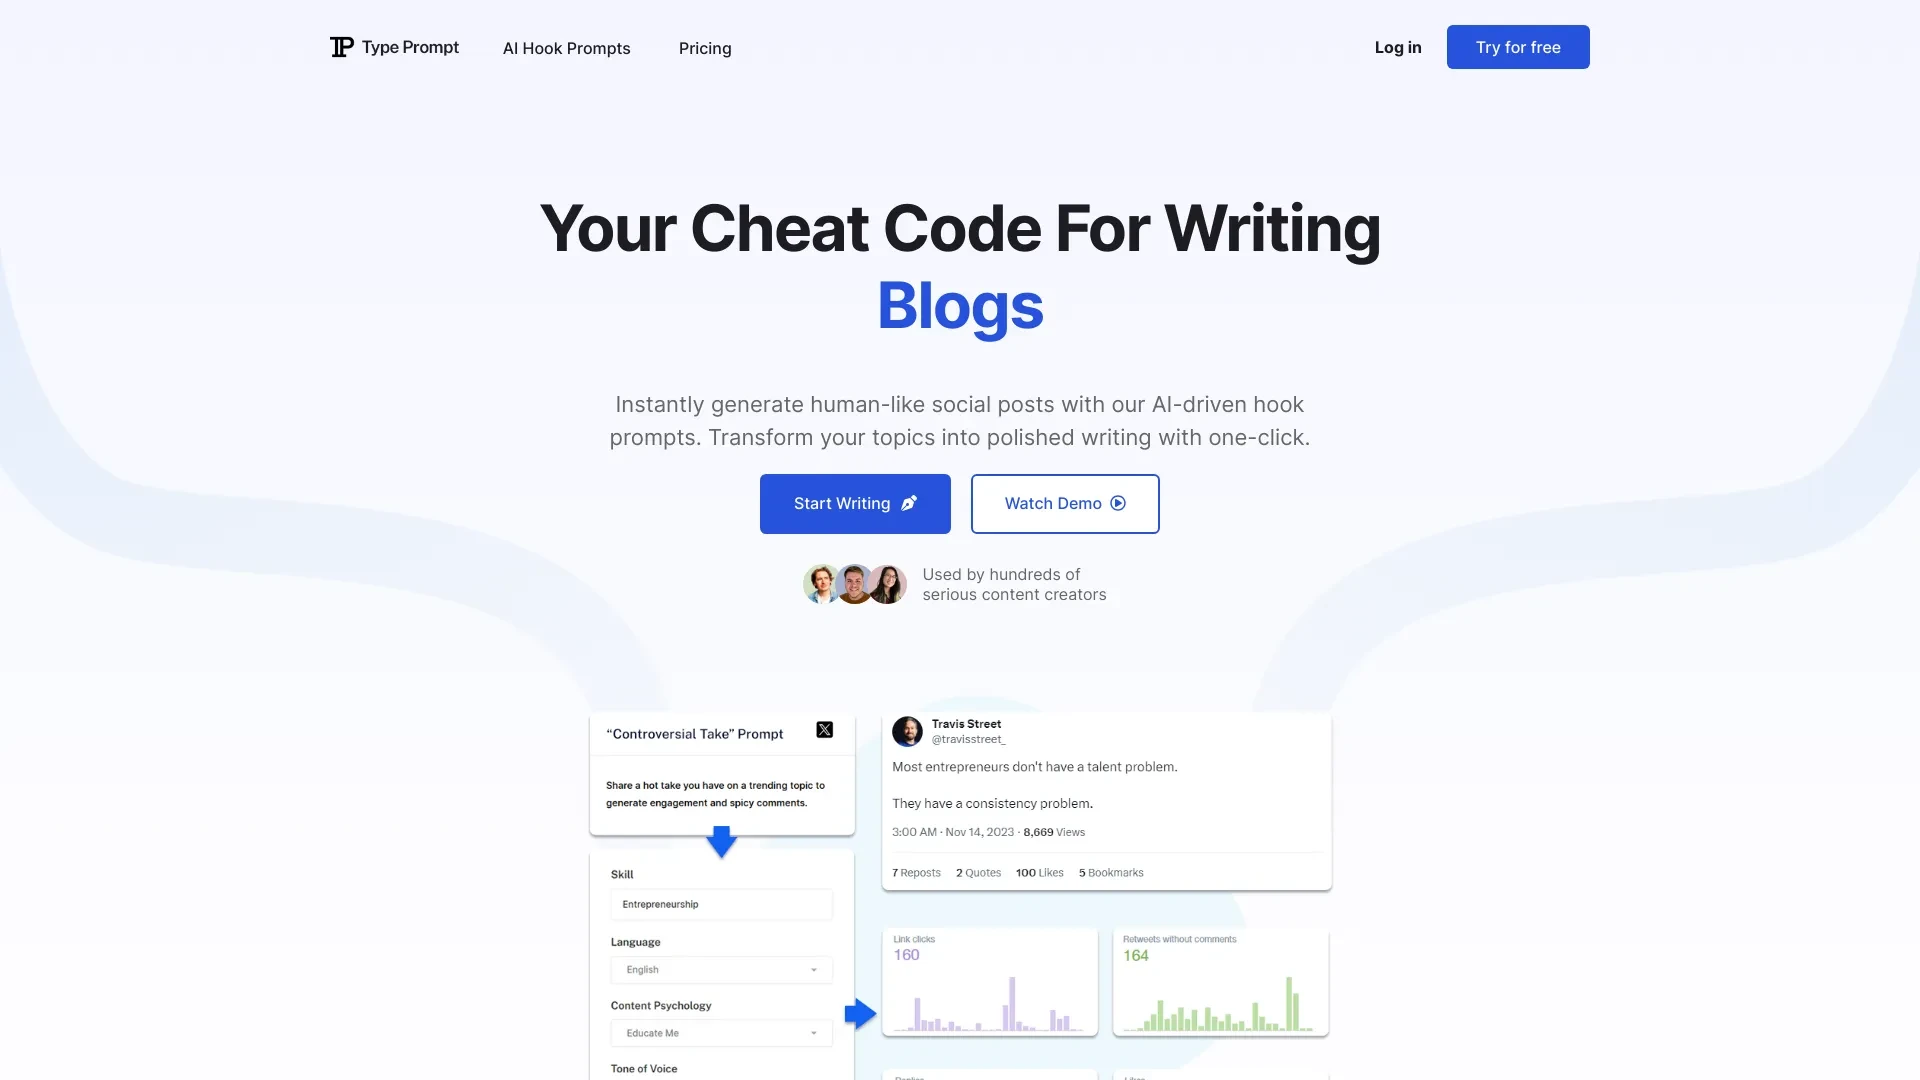 Type Prompt
AI Hook Prompts
Pricing
Log in
Try for free
Your Cheat Code For Writing
Blogs
Instantly generate human-like social posts with our AI-driven hook
prompts. Transform your topics into polished writing with one-click.
Start Writing
Watch Demo
Used by hundreds of
serious content creators
“Controversial Take” Prompt
Share a hot take you have on a trending topic to
generate engagement and spicy comments.
Skill
Entrepreneurship
Language
English
Content Psychology
Educate Me
Tone of Voice
Travis Street
@travisstreet_
Most entrepreneurs don't have a talent problem.
They have a consistency problem.
3:00 AM · Nov 14, 2023 · 8,669 Views
7 Reposts 2 Quotes 100 Likes 5 Bookmarks
Link clicks
160
Retweets without comments
164